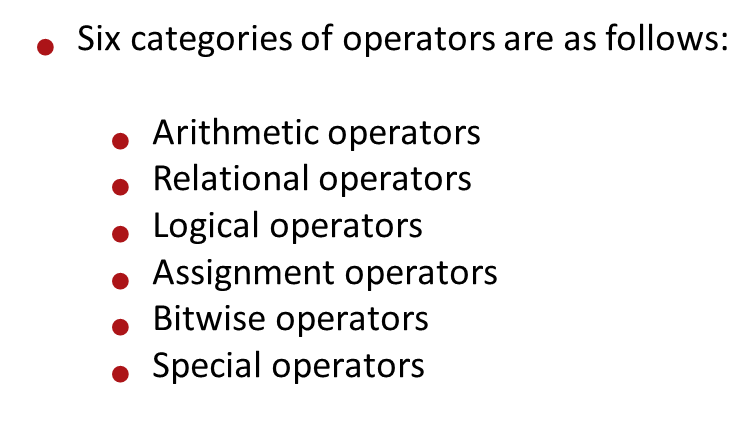 Six categories of operators are as follows:
Arithmetic operators
Relational operators
Logical operators
Assignment operators
Bitwise operators
Special operators